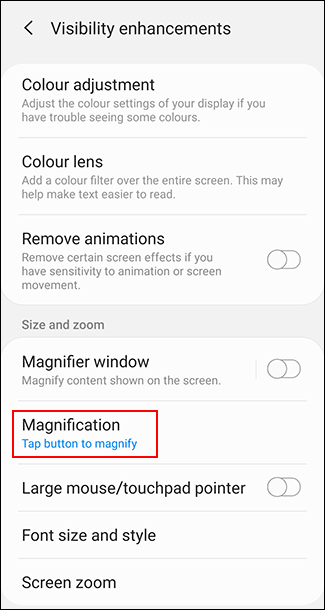 Visibility enhancements
Colour adjustment
Adjust the colour settings of your display if you
have trouble seeing some colours.
Colour lens
Add a colour filter over the entire screen. This may
help make text easier to read.
Remove animations
Remove certain screen effects if you
have sensitivity to animation or screen
movement.
Size and zoom
Magnifier window
Magnify content shown on the screen.
Magnification
Tap button to magnify
Large mouse/touchpad pointer
Font size and style
Screen zoom